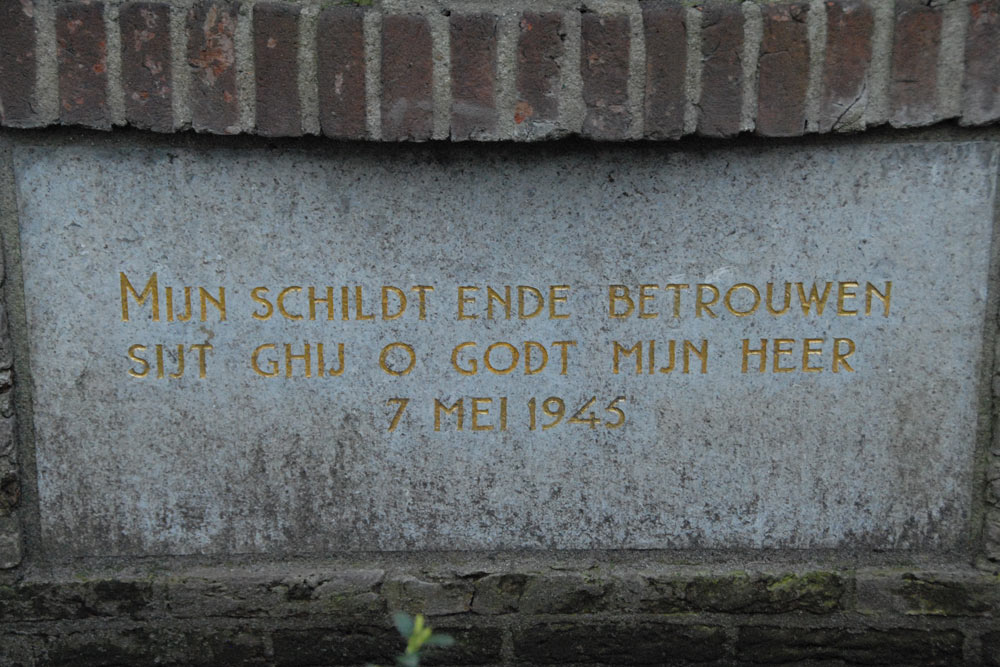 Mijn schildt ende betrouwen
sijt ghij o Godt mijn Heer
7 mei 1945